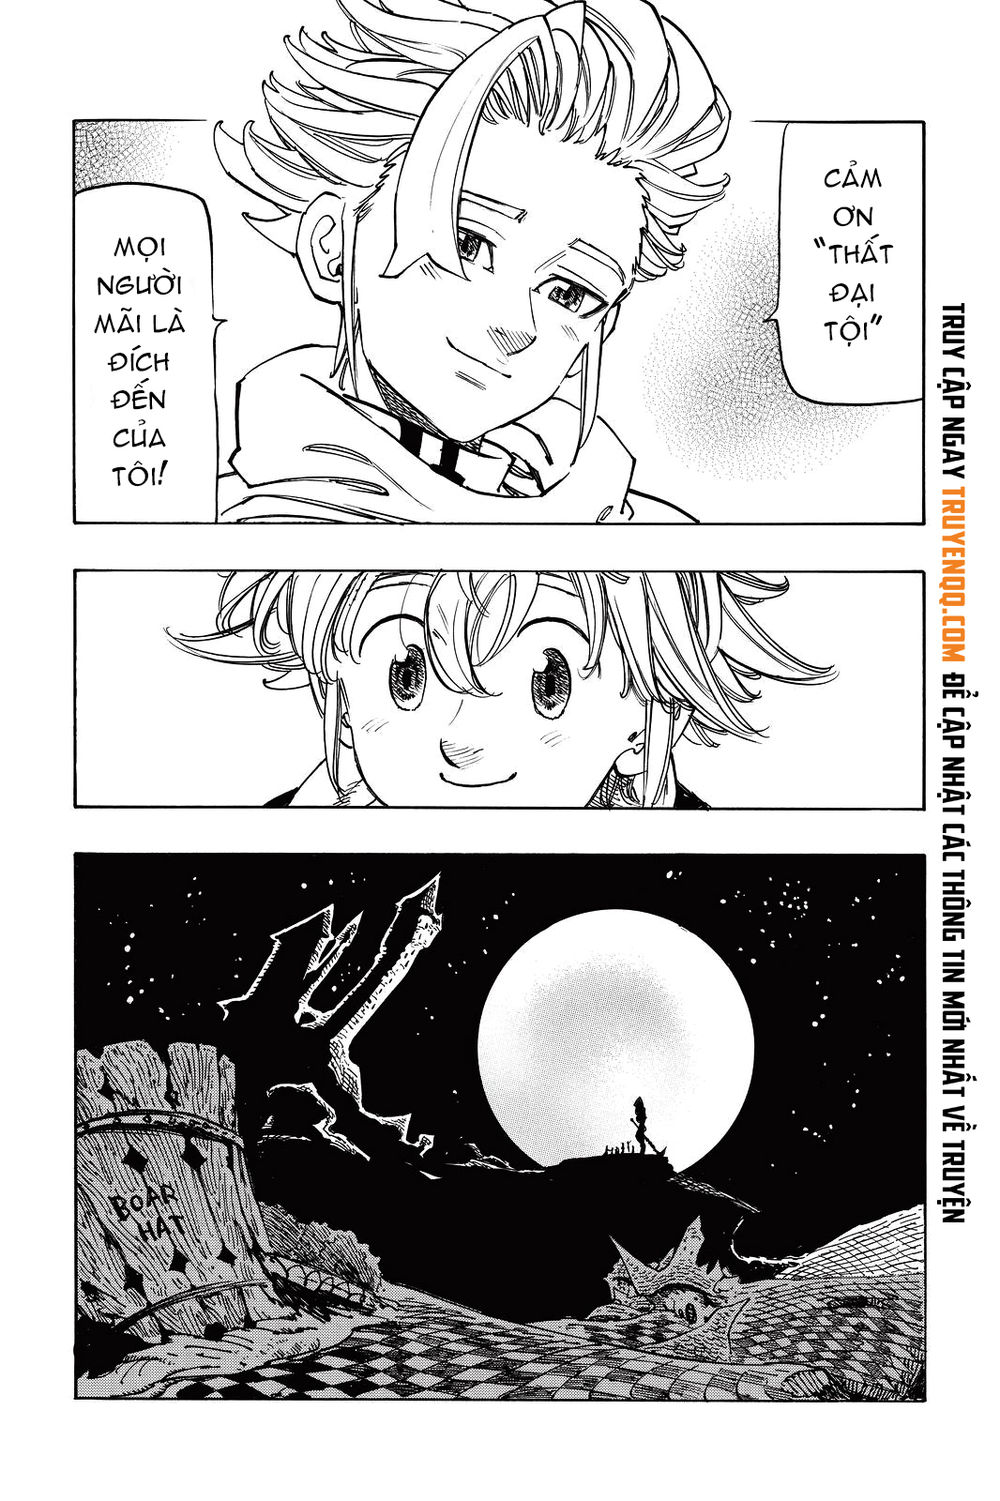 CẢM
ƠN
"THẤT
ĐẠI
TỘI"
MỌI
NGƯỜI
MÃI LÀ
ĐÍCH
ĐẾN
CỦA
TÔI!
BOAR
HAT
TRUY CẬP NGAY TRUYENQQ.COM ĐỂ CẬP NHẬT CÁC THÔNG TIN MỚI NHẤT VỀ TRUYỆN